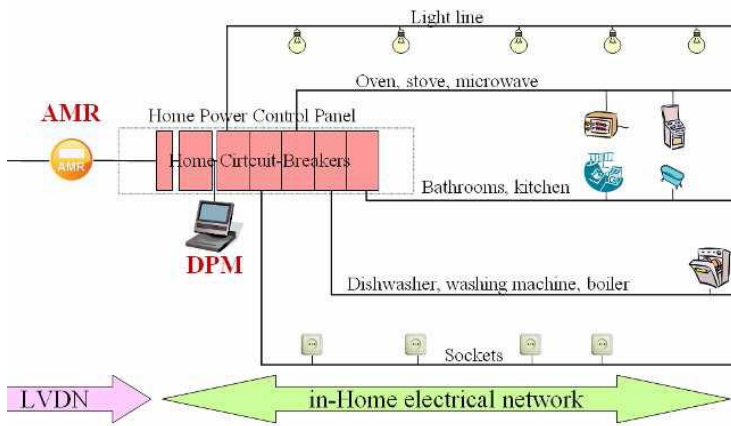 Light line
Oven, stove, microwave
AMR
Home Power Control Panel
AMR
Home Cirtcuit-Breakers
Bathrooms, kitchen
DPM
Dishwasher, washing machine, boiler
Sockets
LVDN
in-Home electrical network